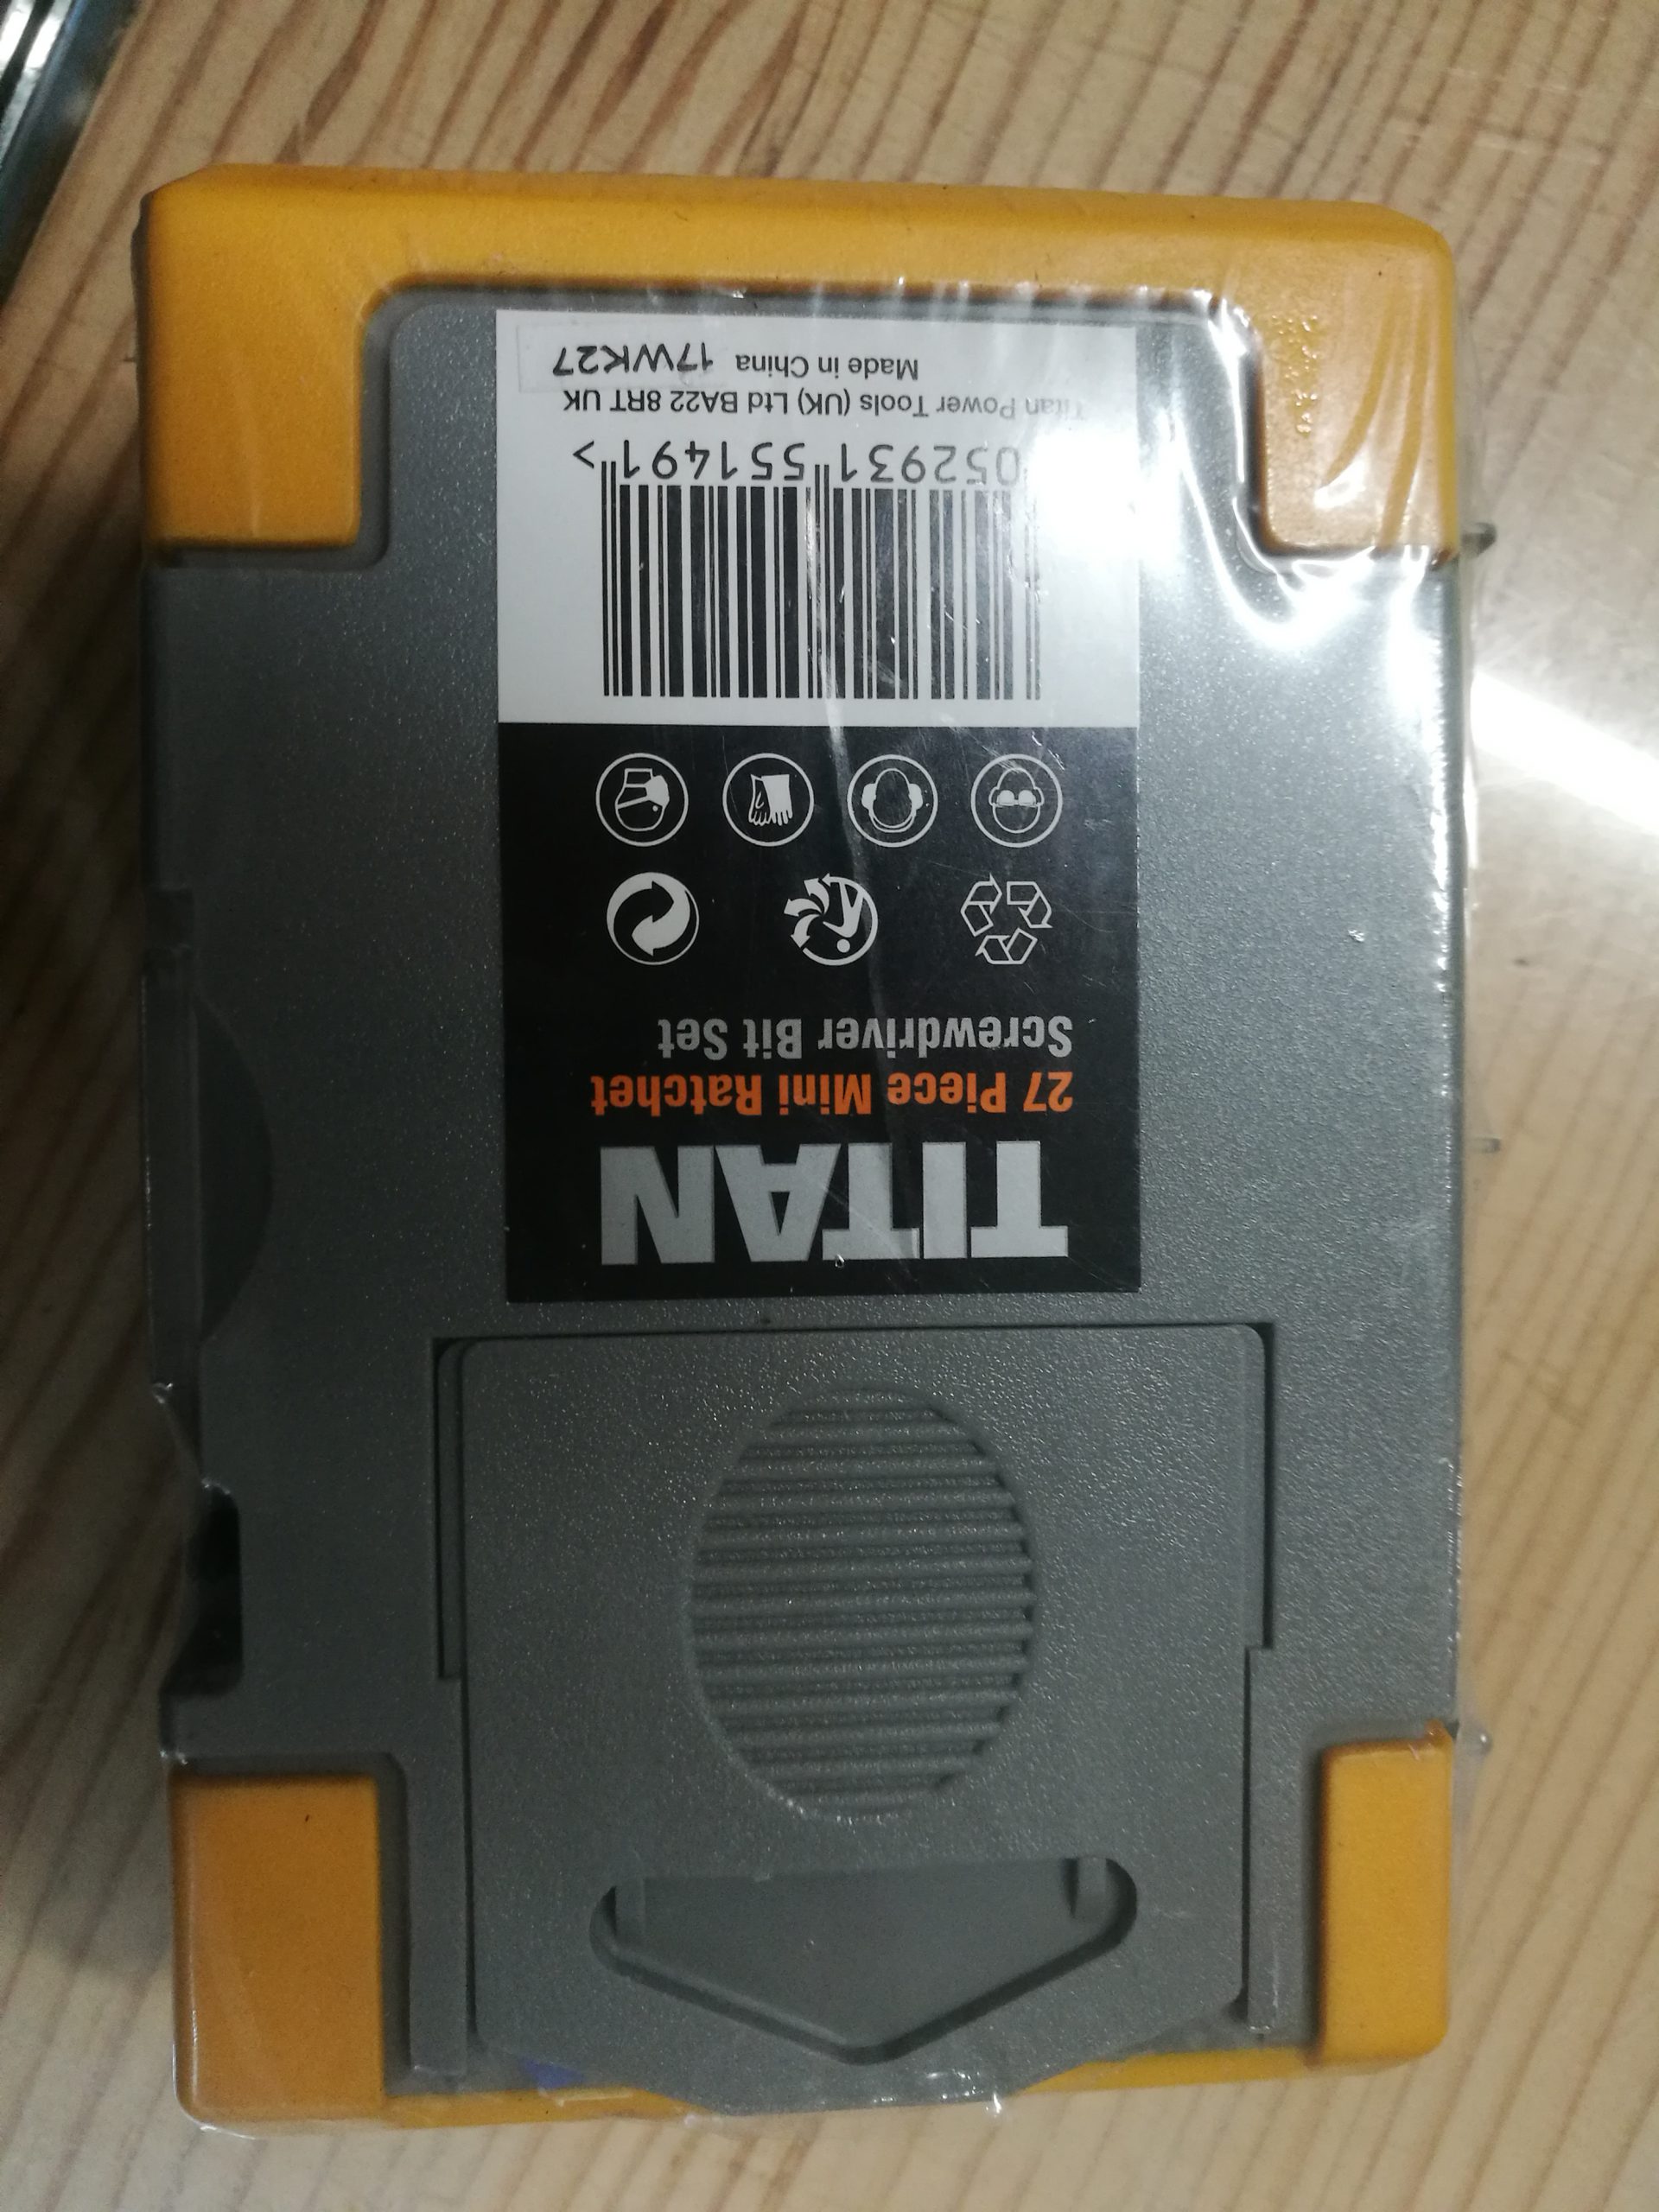 TITAN
27 Piece Mini Ratchet
Screwdriver Bit Set
052931 551491 >
Titan Power Tools (UK) Ltd BA22 8RT UK
Made in China 17WK27